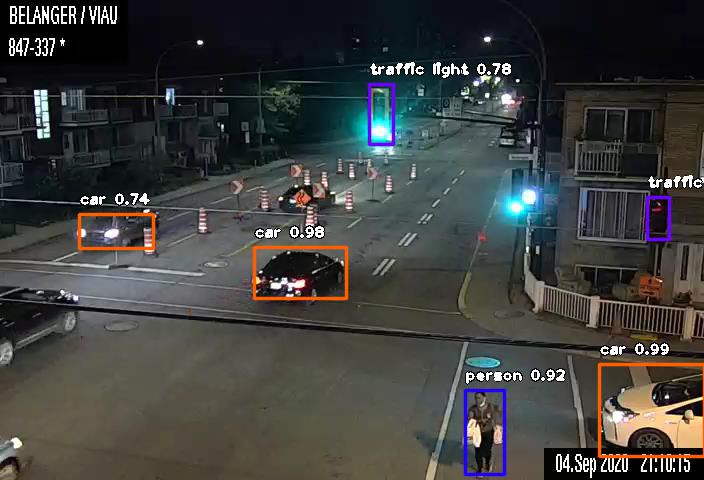 BELANGER / VIAU
847-337 *
traffic light 0.78
traffic
car 0.74
car 0.98
car 0.99
person 0.92
04.Sep 2020 21:10:15